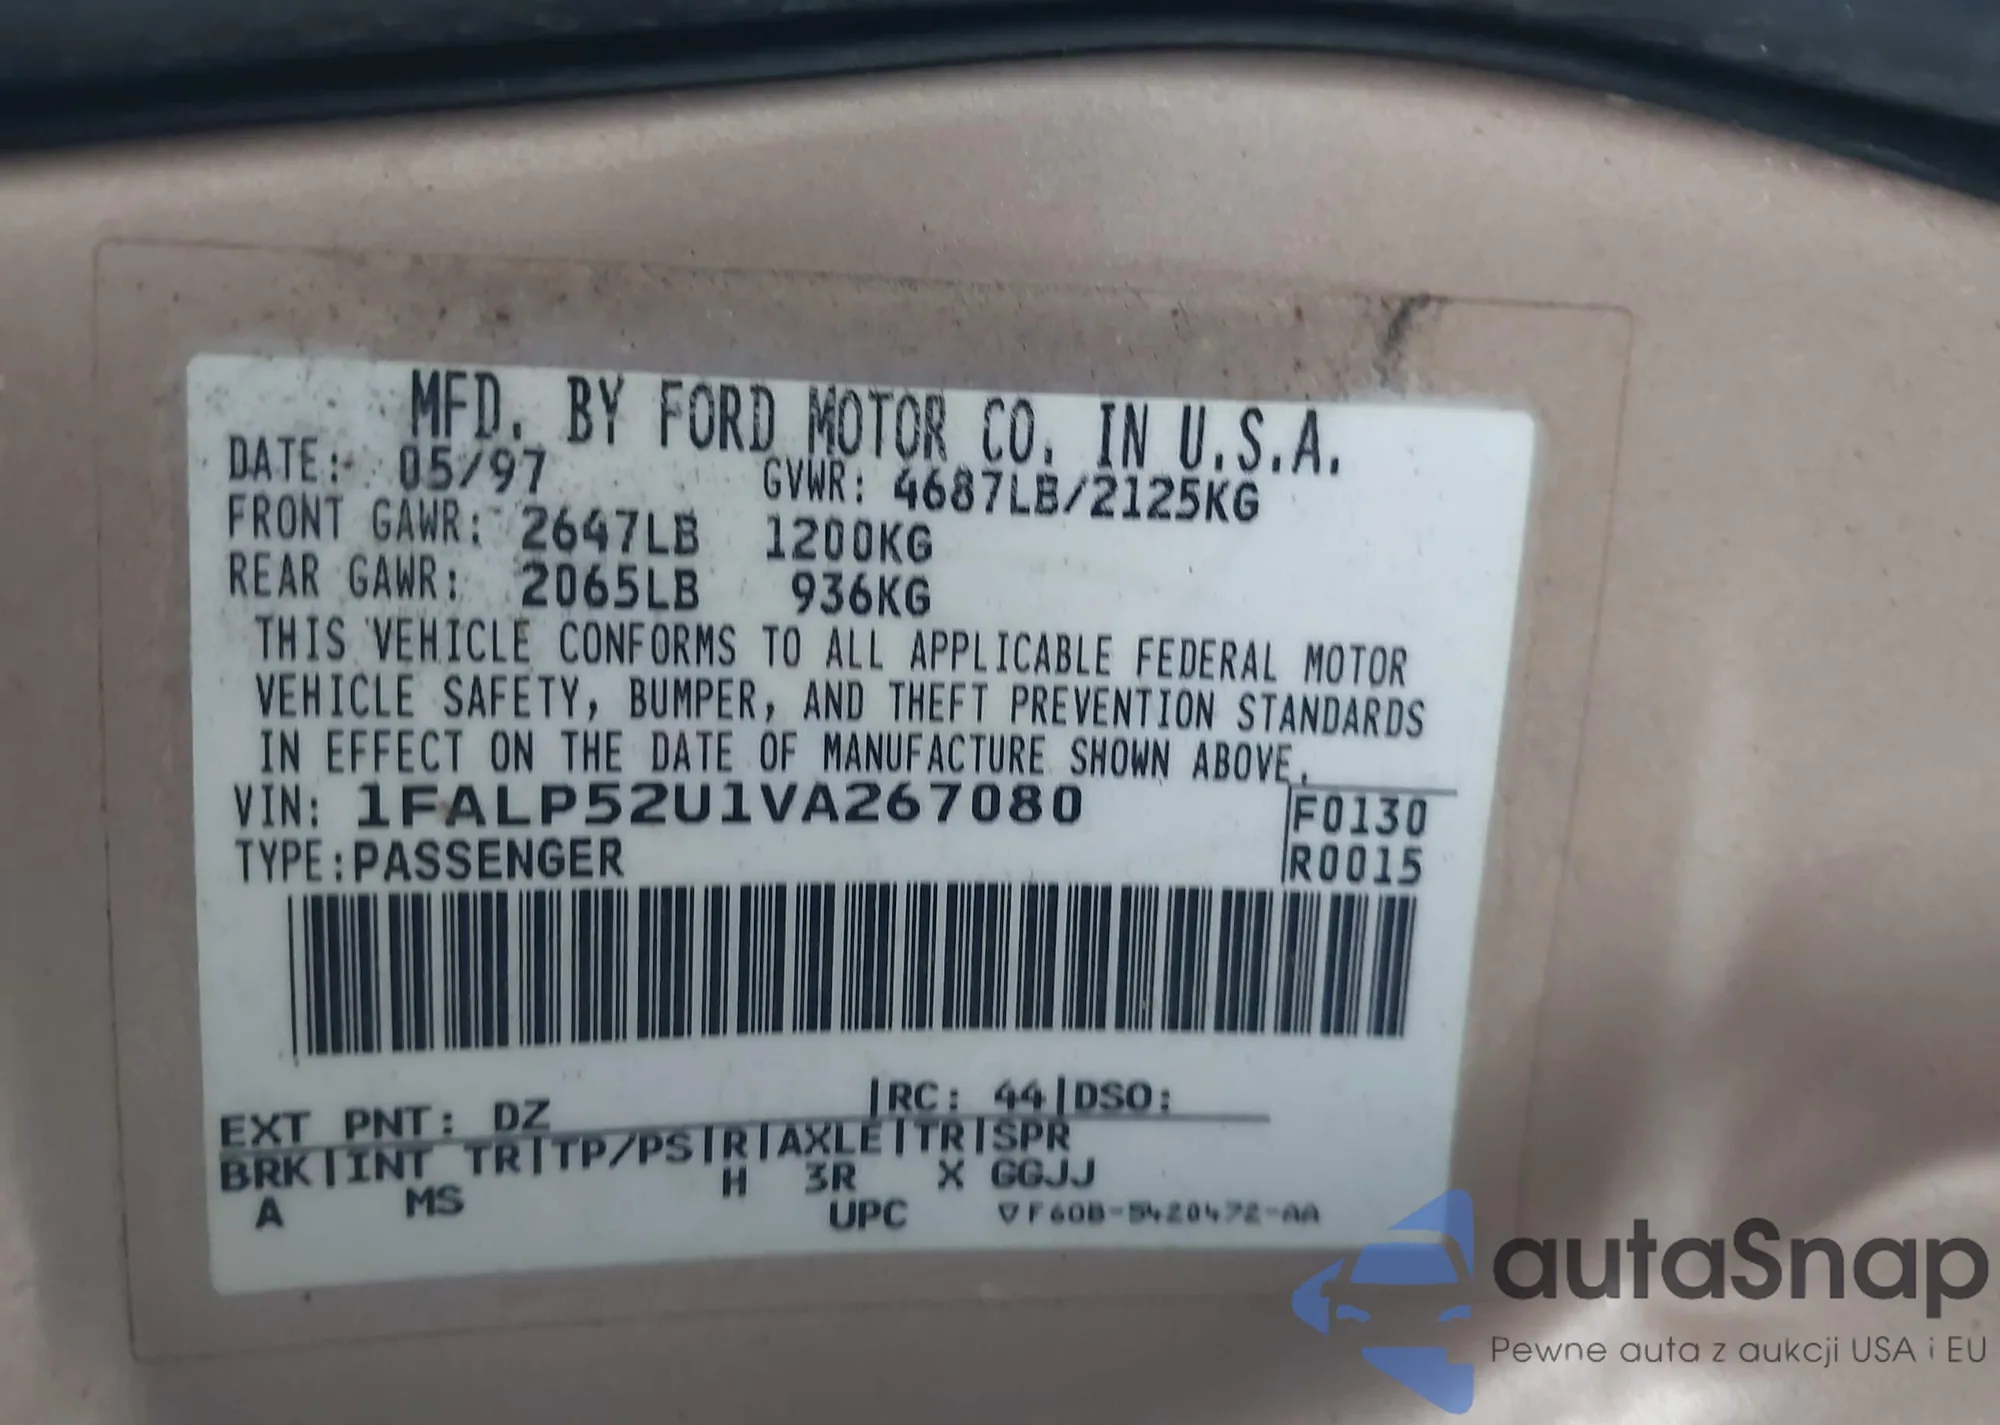 MFD. BY FORD MOTOR CO. IN U.S.A.
DATE: 05/97 GVWR: 4687LB/2125KG
FRONT GAWR: 2647LB 1200KG
REAR GAWR: 2065LB 936KG
THIS VEHICLE CONFORMS TO ALL APPLICABLE FEDERAL MOTOR
VEHICLE SAFETY, BUMPER, AND THEFT PREVENTION STANDARDS
IN EFFECT ON THE DATE OF MANUFACTURE SHOWN ABOVE.
VIN: 1FALP52U1VA267080 F0130
TYPE: PASSENGER R0015
EXT PNT: DZ |RC: 44|DSO:
BRK|INT TR|TP/PS|R|AXLE|TR|SPR
A MS H 3R X GGJJ
UPC ▽F60B-5420472-AA
autaSnap
Pewne auta z aukcji USA i EU